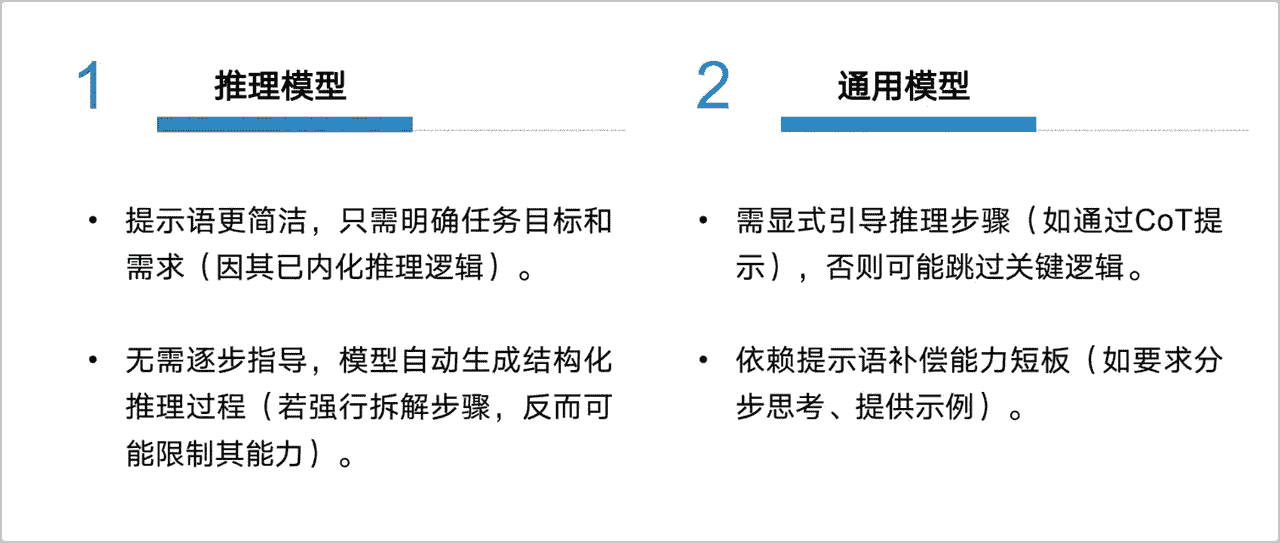 1
推理模型
• 提示语更简洁，只需明确任务目标和
需求（因其已内化推理逻辑）。
• 无需逐步指导，模型自动生成结构化
推理过程（若强行拆解步骤，反而可
能限制其能力）。
2
通用模型
• 需显式引导推理步骤（如通过CoT提
示），否则可能跳过关键逻辑。
• 依赖提示语补偿能力短板（如要求分
步思考、提供示例）。